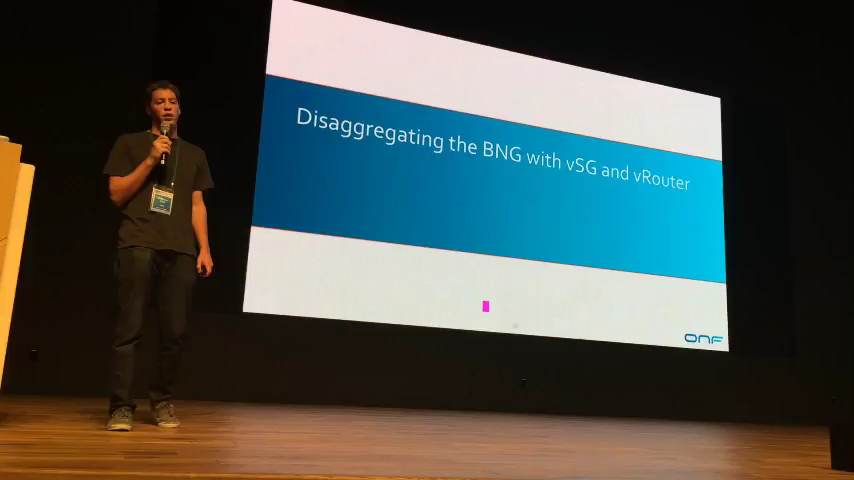 Disaggregating the BNG with vSG and vRouter
ONF